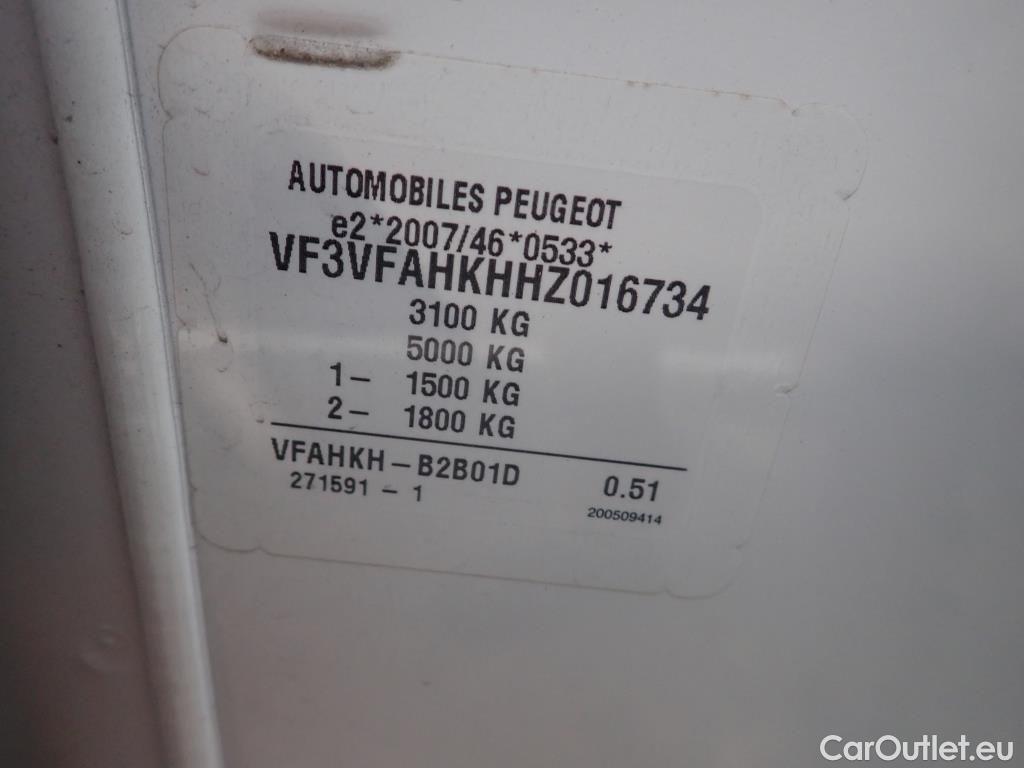 AUTOMOBILES PEUGEOT
e2*2007/46*0533*
VF3VFAHKHHZ016734
3100 KG
5000 KG
1- 1500 KG
2- 1800 KG
VFAHKH-B2B01D 0.51
271591-1 200509414
CarOutlet.eu